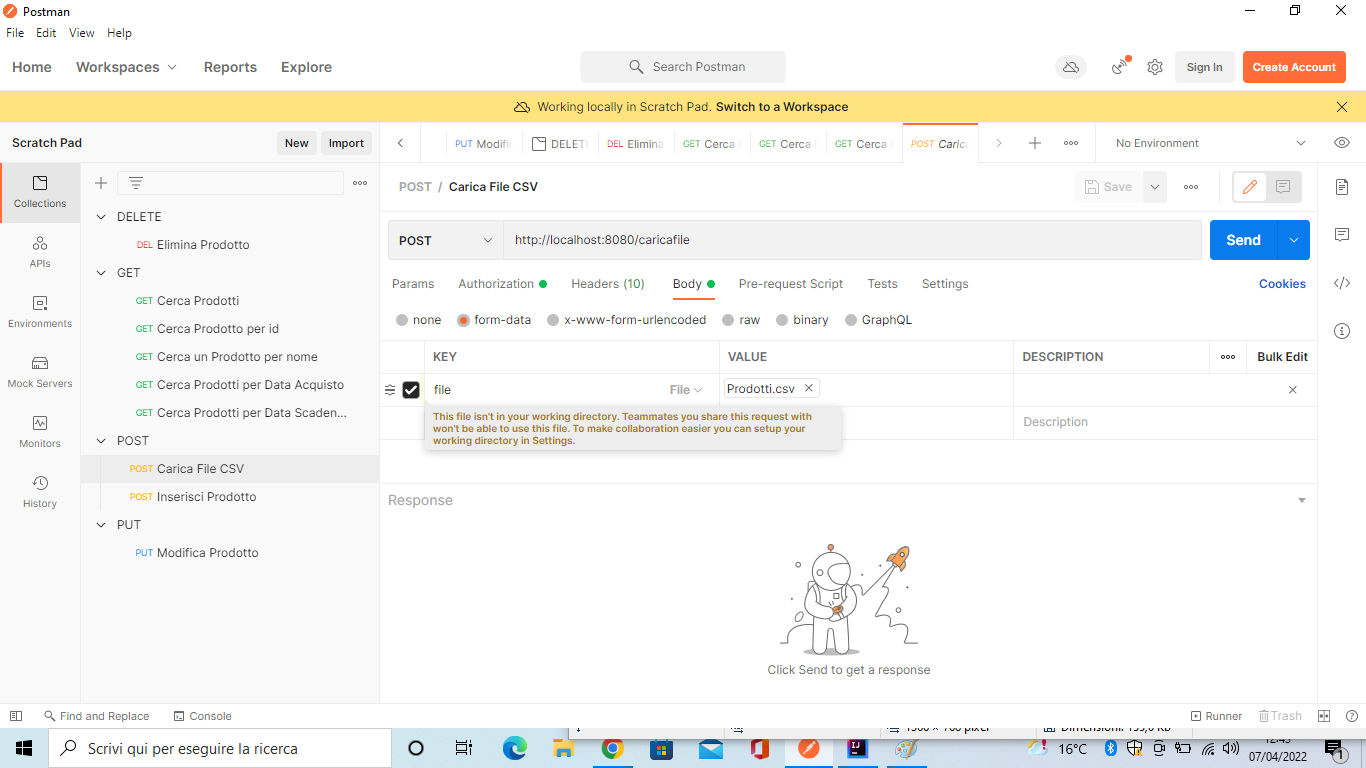 Postman
File Edit View Help
Home Workspaces Reports Explore Search Postman Sign In Create Account
Working locally in Scratch Pad. Switch to a Workspace
Scratch Pad New Import PUT Modific DELET DEL Elimina GET Cerca GET Cerca GET Cerca POST Carica No Environment
Collections
APIs
Environments
Mock Servers
Monitors
History
DELETE
DEL Elimina Prodotto
GET
GET Cerca Prodotti
GET Cerca Prodotto per id
GET Cerca un Prodotto per nome
GET Cerca Prodotti per Data Acquisto
GET Cerca Prodotti per Data Scaden...
POST
POST Carica File CSV
POST Inserisci Prodotto
PUT
PUT Modifica Prodotto
POST / Carica File CSV Save
POST http://localhost:8080/caricafile Send
Params Authorization Headers (10) Body Pre-request Script Tests Settings Cookies
none form-data x-www-form-urlencoded raw binary GraphQL
KEY VALUE DESCRIPTION Bulk Edit
file File Prodotti.csv
This file isn't in your working directory. Teammates you share this request with
won't be able to use this file. To make collaboration easier you can setup your
working directory in Settings.
Description
Response
Click Send to get a response
Find and Replace Console Runner Trash
Scrivi qui per eseguire la ricerca
16°C
07/04/2022
1